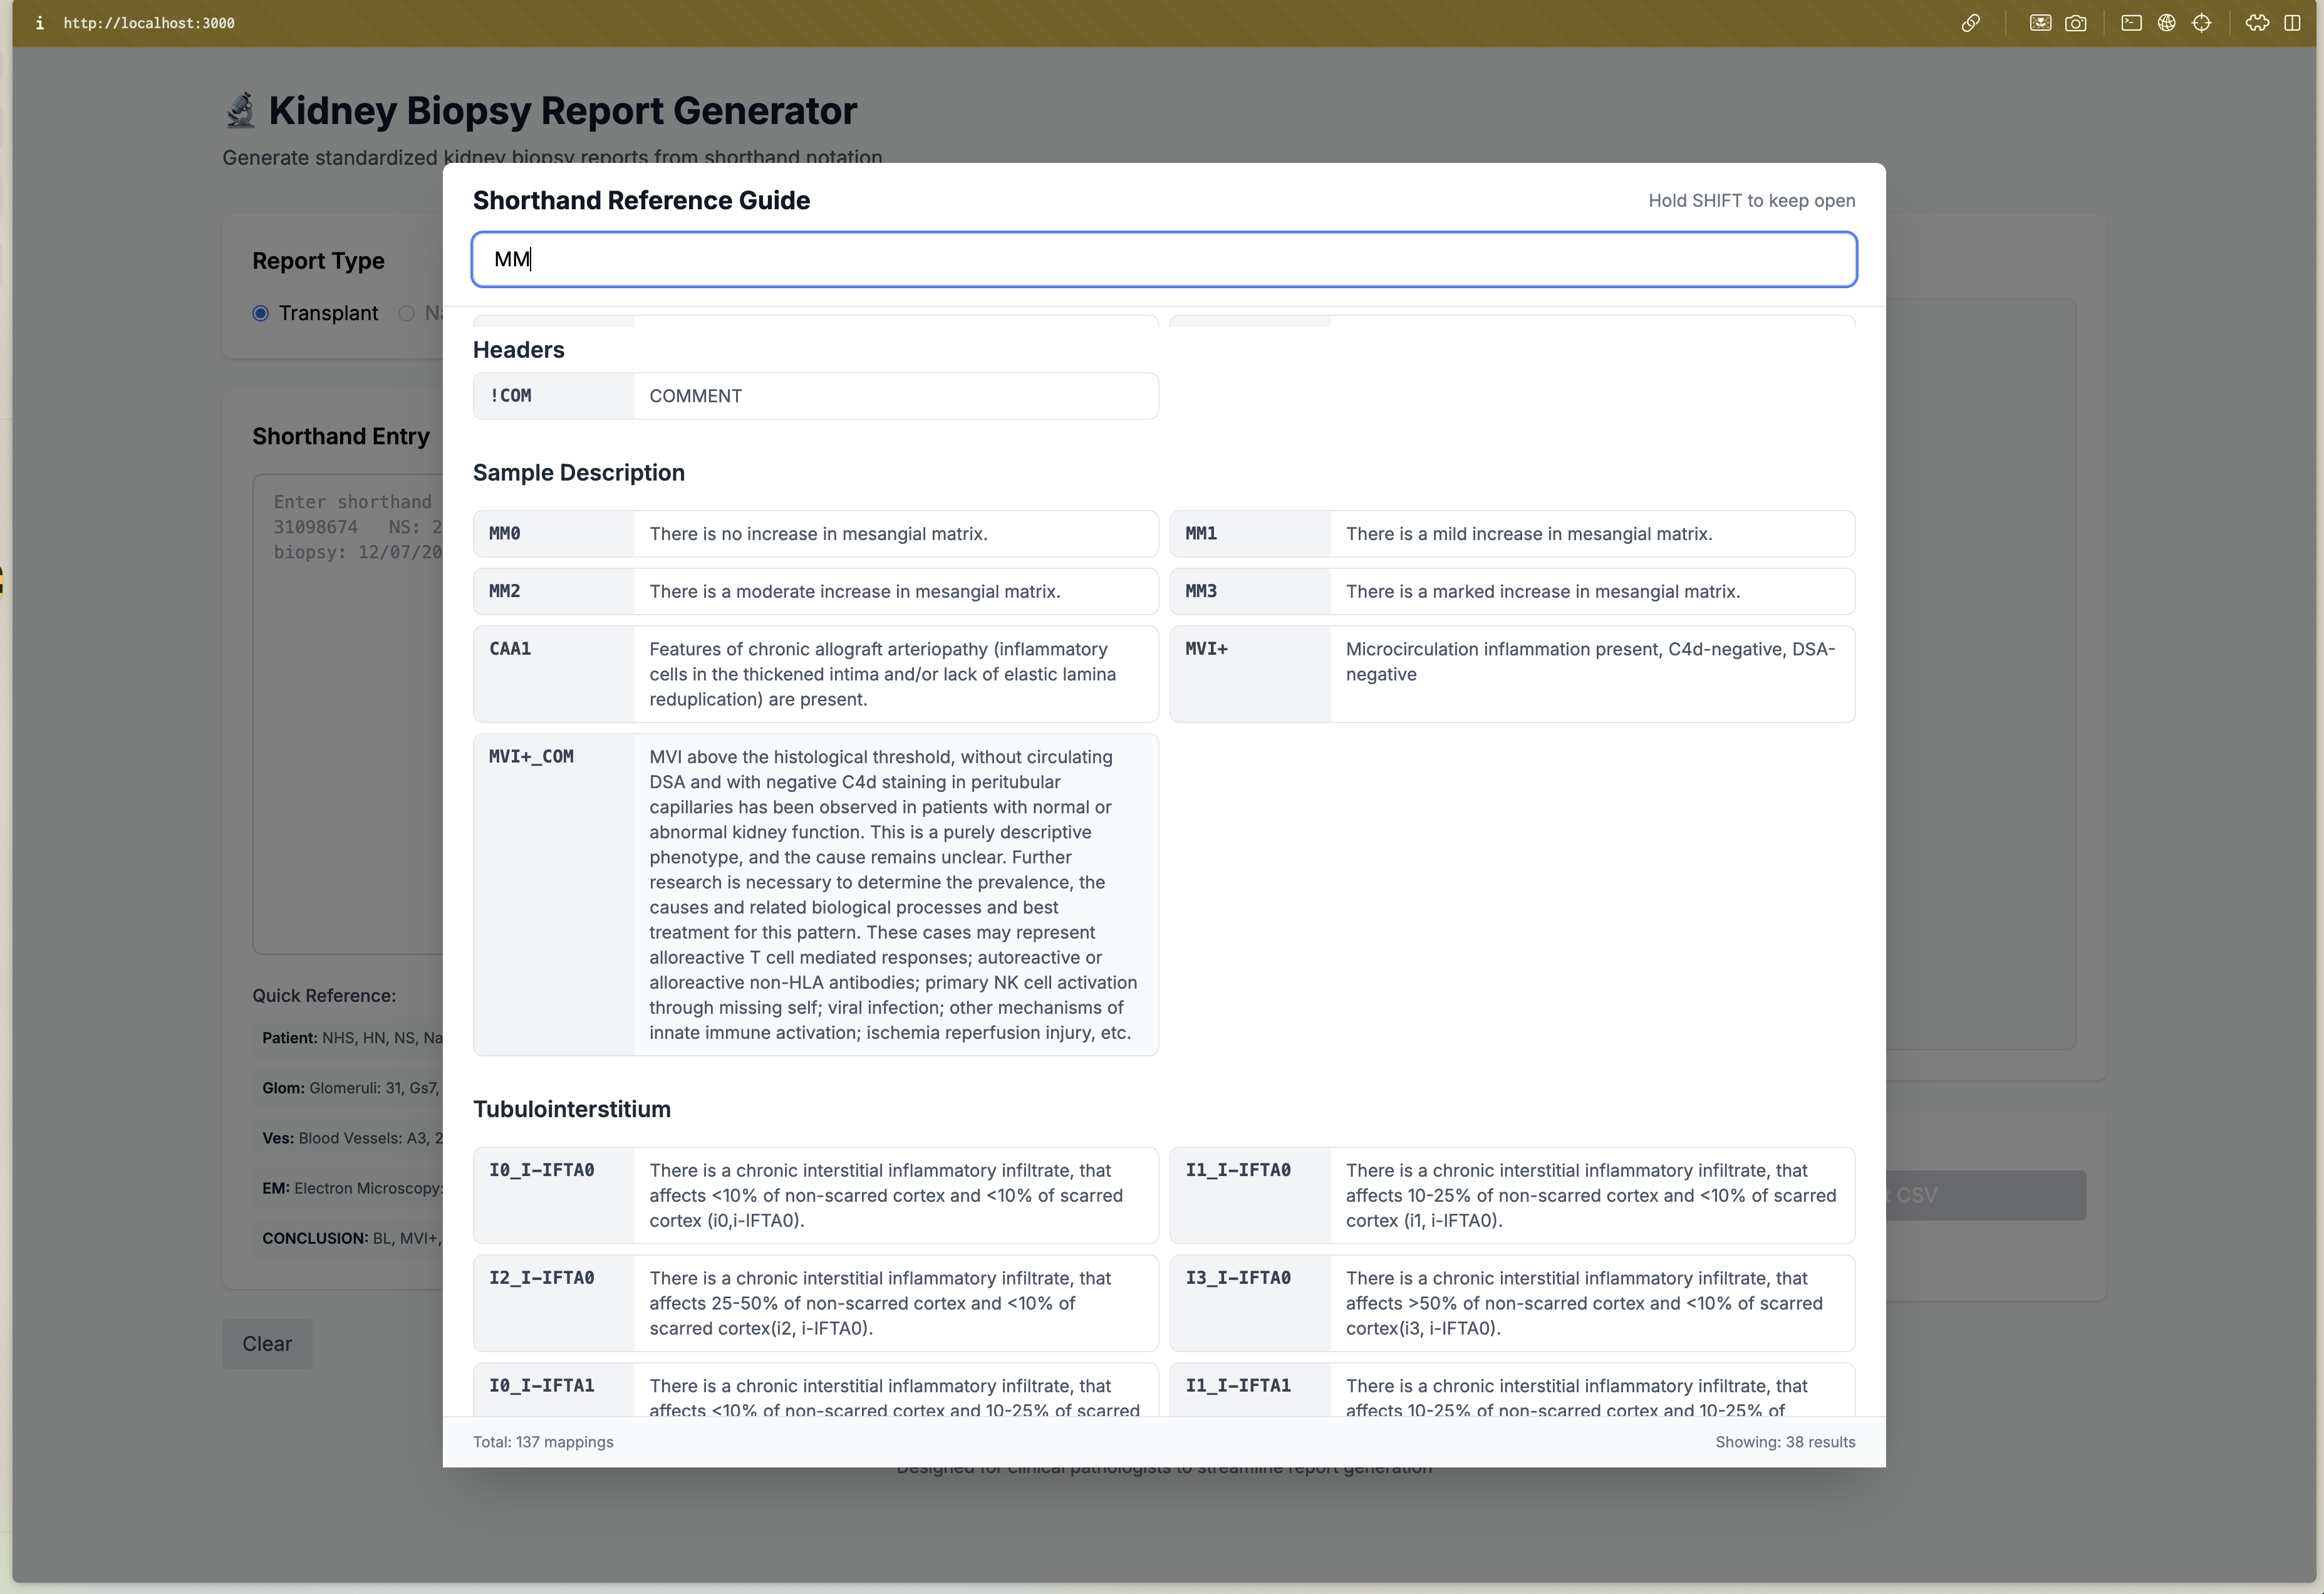 http://localhost:3000
Kidney Biopsy Report Generator
Generate standardized kidney biopsy reports from shorthand notation
Report Type
Transplant
Shorthand Entry
Enter shorthand
31098674 NS: 2
biopsy: 12/07/20
Quick Reference:
Patient: NHS, HN, NS, Na
Glom: Glomeruli: 31, Gs7,
Ves: Blood Vessels: A3, 2
EM: Electron Microscopy:
CONCLUSION: BL, MVI+,
Clear
Shorthand Reference Guide
Hold SHIFT to keep open
MM
Headers
!COM
COMMENT
Sample Description
MM0
There is no increase in mesangial matrix.
MM1
There is a mild increase in mesangial matrix.
MM2
There is a moderate increase in mesangial matrix.
MM3
There is a marked increase in mesangial matrix.
CAA1
Features of chronic allograft arteriopathy (inflammatory
cells in the thickened intima and/or lack of elastic lamina
reduplication) are present.
MVI+
Microcirculation inflammation present, C4d-negative, DSA-
negative
MVI+_COM
MVI above the histological threshold, without circulating
DSA and with negative C4d staining in peritubular
capillaries has been observed in patients with normal or
abnormal kidney function. This is a purely descriptive
phenotype, and the cause remains unclear. Further
research is necessary to determine the prevalence, the
causes and related biological processes and best
treatment for this pattern. These cases may represent
alloreactive T cell mediated responses; autoreactive or
alloreactive non-HLA antibodies; primary NK cell activation
through missing self; viral infection; other mechanisms of
innate immune activation; ischemia reperfusion injury, etc.
Tubulointerstitium
I0_I-IFTA0
There is a chronic interstitial inflammatory infiltrate, that
affects <10% of non-scarred cortex and <10% of scarred
cortex (i0,i-IFTA0).
I1_I-IFTA0
There is a chronic interstitial inflammatory infiltrate, that
affects 10-25% of non-scarred cortex and <10% of scarred
cortex (i1, i-IFTA0).
I2_I-IFTA0
There is a chronic interstitial inflammatory infiltrate, that
affects 25-50% of non-scarred cortex and <10% of
scarred cortex(i2, i-IFTA0).
I3_I-IFTA0
There is a chronic interstitial inflammatory infiltrate, that
affects >50% of non-scarred cortex and <10% of scarred
cortex(i3, i-IFTA0).
I0_I-IFTA1
There is a chronic interstitial inflammatory infiltrate, that
affects <10% of non-scarred cortex and 10-25% of scarred
I1_I-IFTA1
There is a chronic interstitial inflammatory infiltrate, that
affects 10-25% of non-scarred cortex and 10-25% of
Total: 137 mappings
Showing: 38 results
CSV
Designed for clinical pathologists to streamline report generation